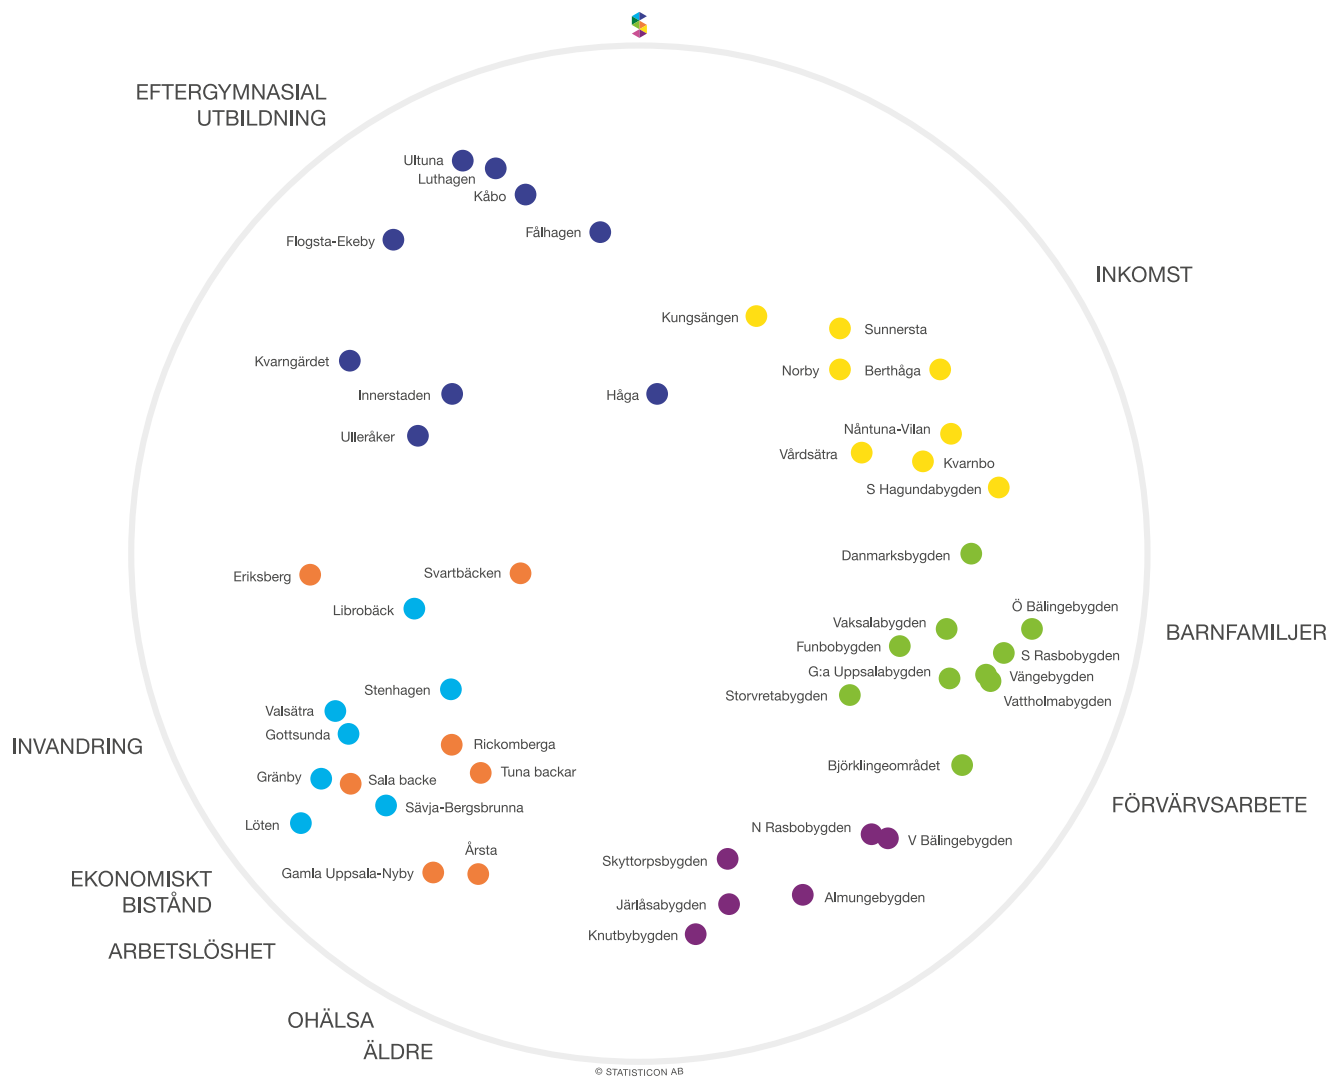 EFTERGYMNASIAL
UTBILDNING
Ultuna
Luthagen
Kåbo
Flogsta-Ekeby
Fålhagen
INKOMST
Kungsängen
Sunnersta
Kvarngärdet
Norby
Berthåga
Innerstaden
Håga
Ulleråker
Nåntuna-Vilan
Vårdsätra
Kvarnbo
S Hagundabygden
Danmarksbygden
Eriksberg
Svartbäcken
Librobäck
Ö Bälingebygden
Vaksalabygden
BARNFAMILJER
Funbobygden
S Rasbobygden
G:a Uppsalabygden
Vängebygden
Storvretabygden
Vattholmabygden
Stenhagen
Valsätra
Gottsunda
INVANDRING
Rickomberga
Björklingeområdet
Gränby
Sala backe
Tuna backar
Sävja-Bergsbrunna
FÖRVÄRVSARBETE
Löten
N Rasbobygden
V Bälingebygden
Årsta
Skyttorpsbygden
Gamla Uppsala-Nyby
EKONOMISKT
BISTÅND
Järlåsabygden
Almungebygden
Knutbybygden
ARBETSLÖSHET
OHÄLSA
ÄLDRE
© STATISTICON AB